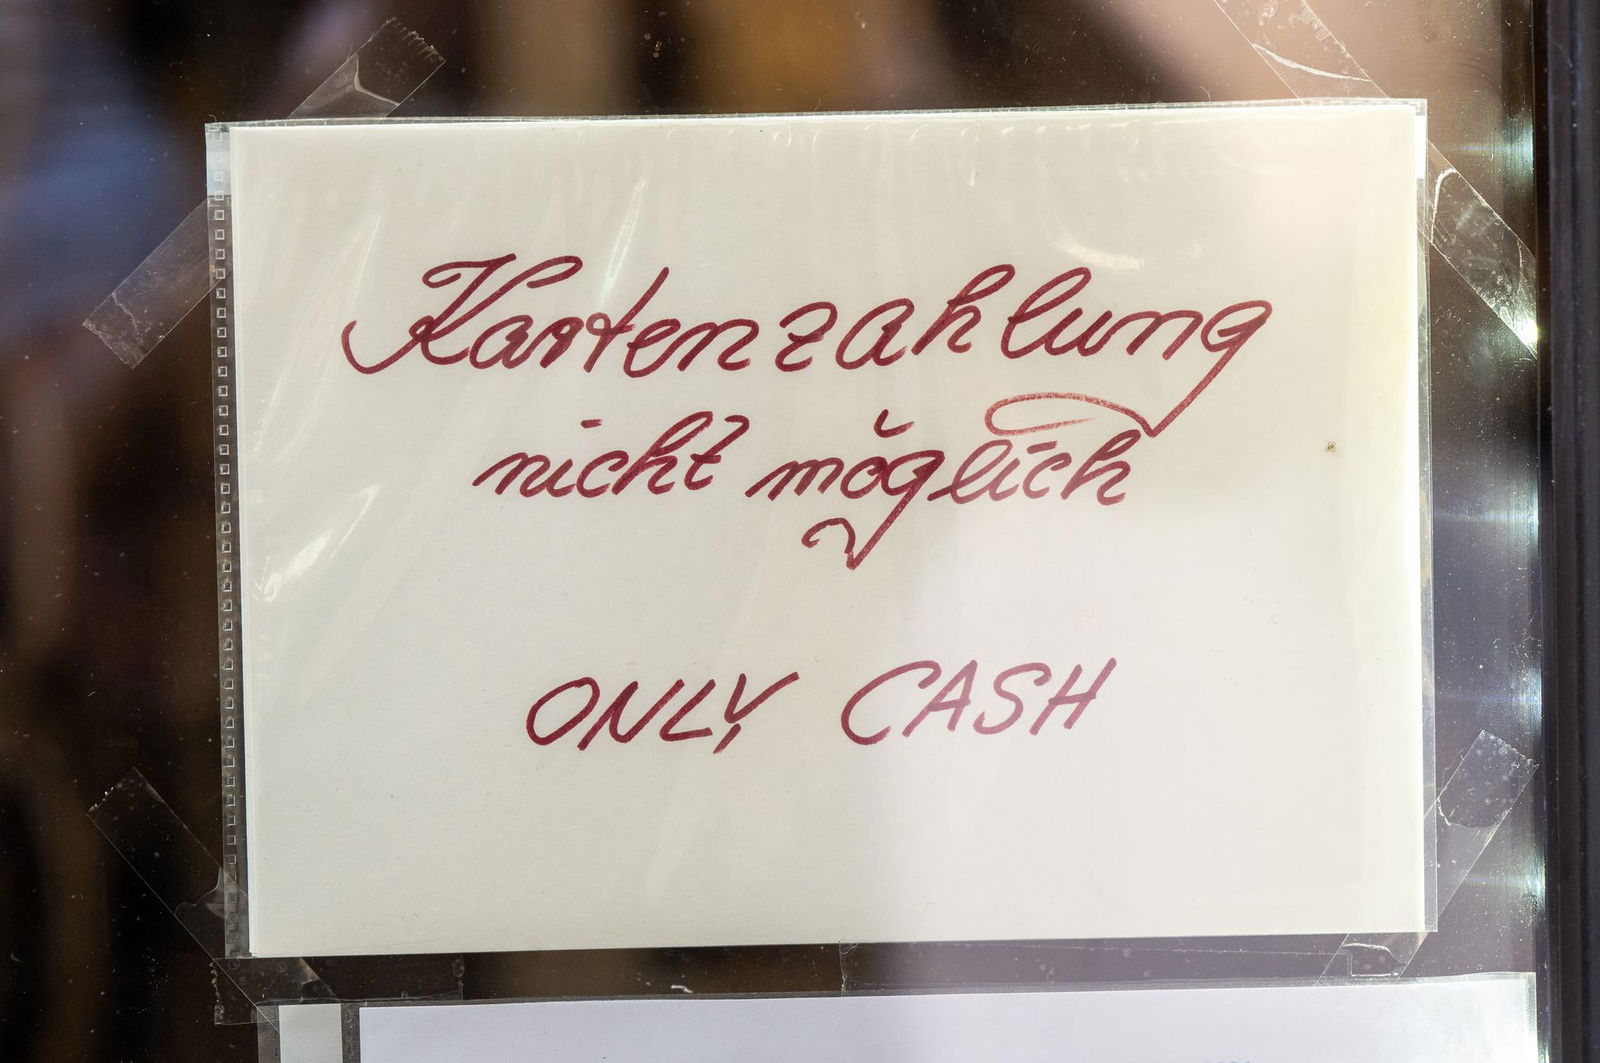 Kartenzahlung
nicht möglich
ONLY CASH